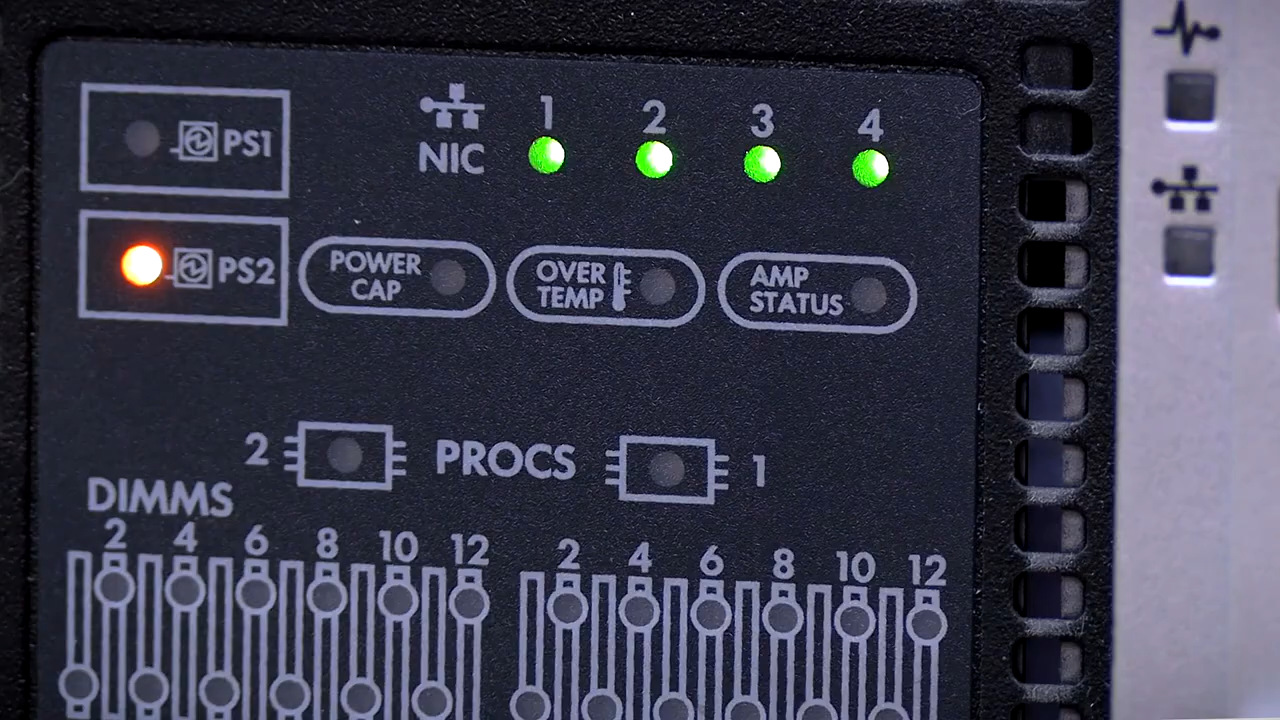 PS1
NIC 1 2 3 4
PS2
POWER
CAP
OVER
TEMP
AMP
STATUS
2 PROCS 1
DIMMS
2 4 6 8 10 12
2 4 6 8 10 12